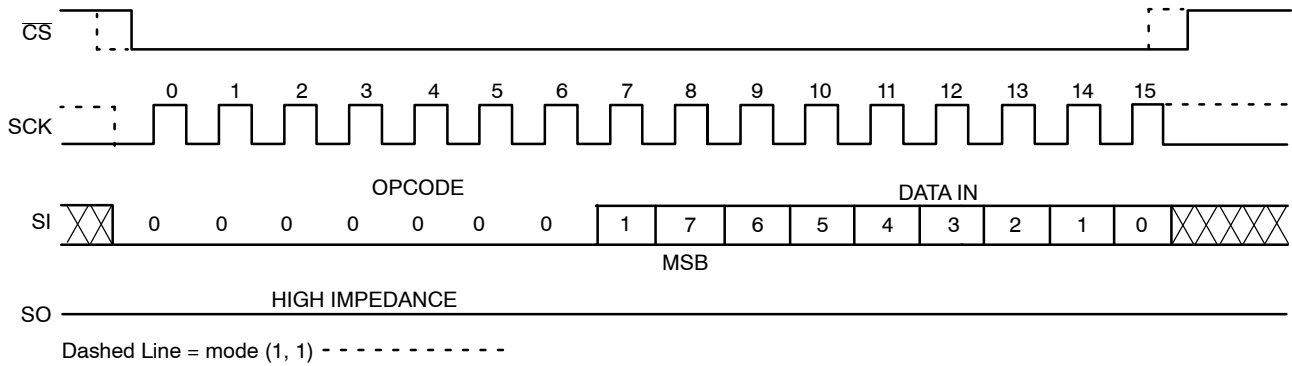 CS
0 1 2 3 4 5 6 7 8 9 10 11 12 13 14 15
SCK
OPCODE DATA IN
SI 0 0 0 0 0 0 0 1 7 6 5 4 3 2 1 0
MSB
HIGH IMPEDANCE
SO
Dashed Line = mode (1, 1)